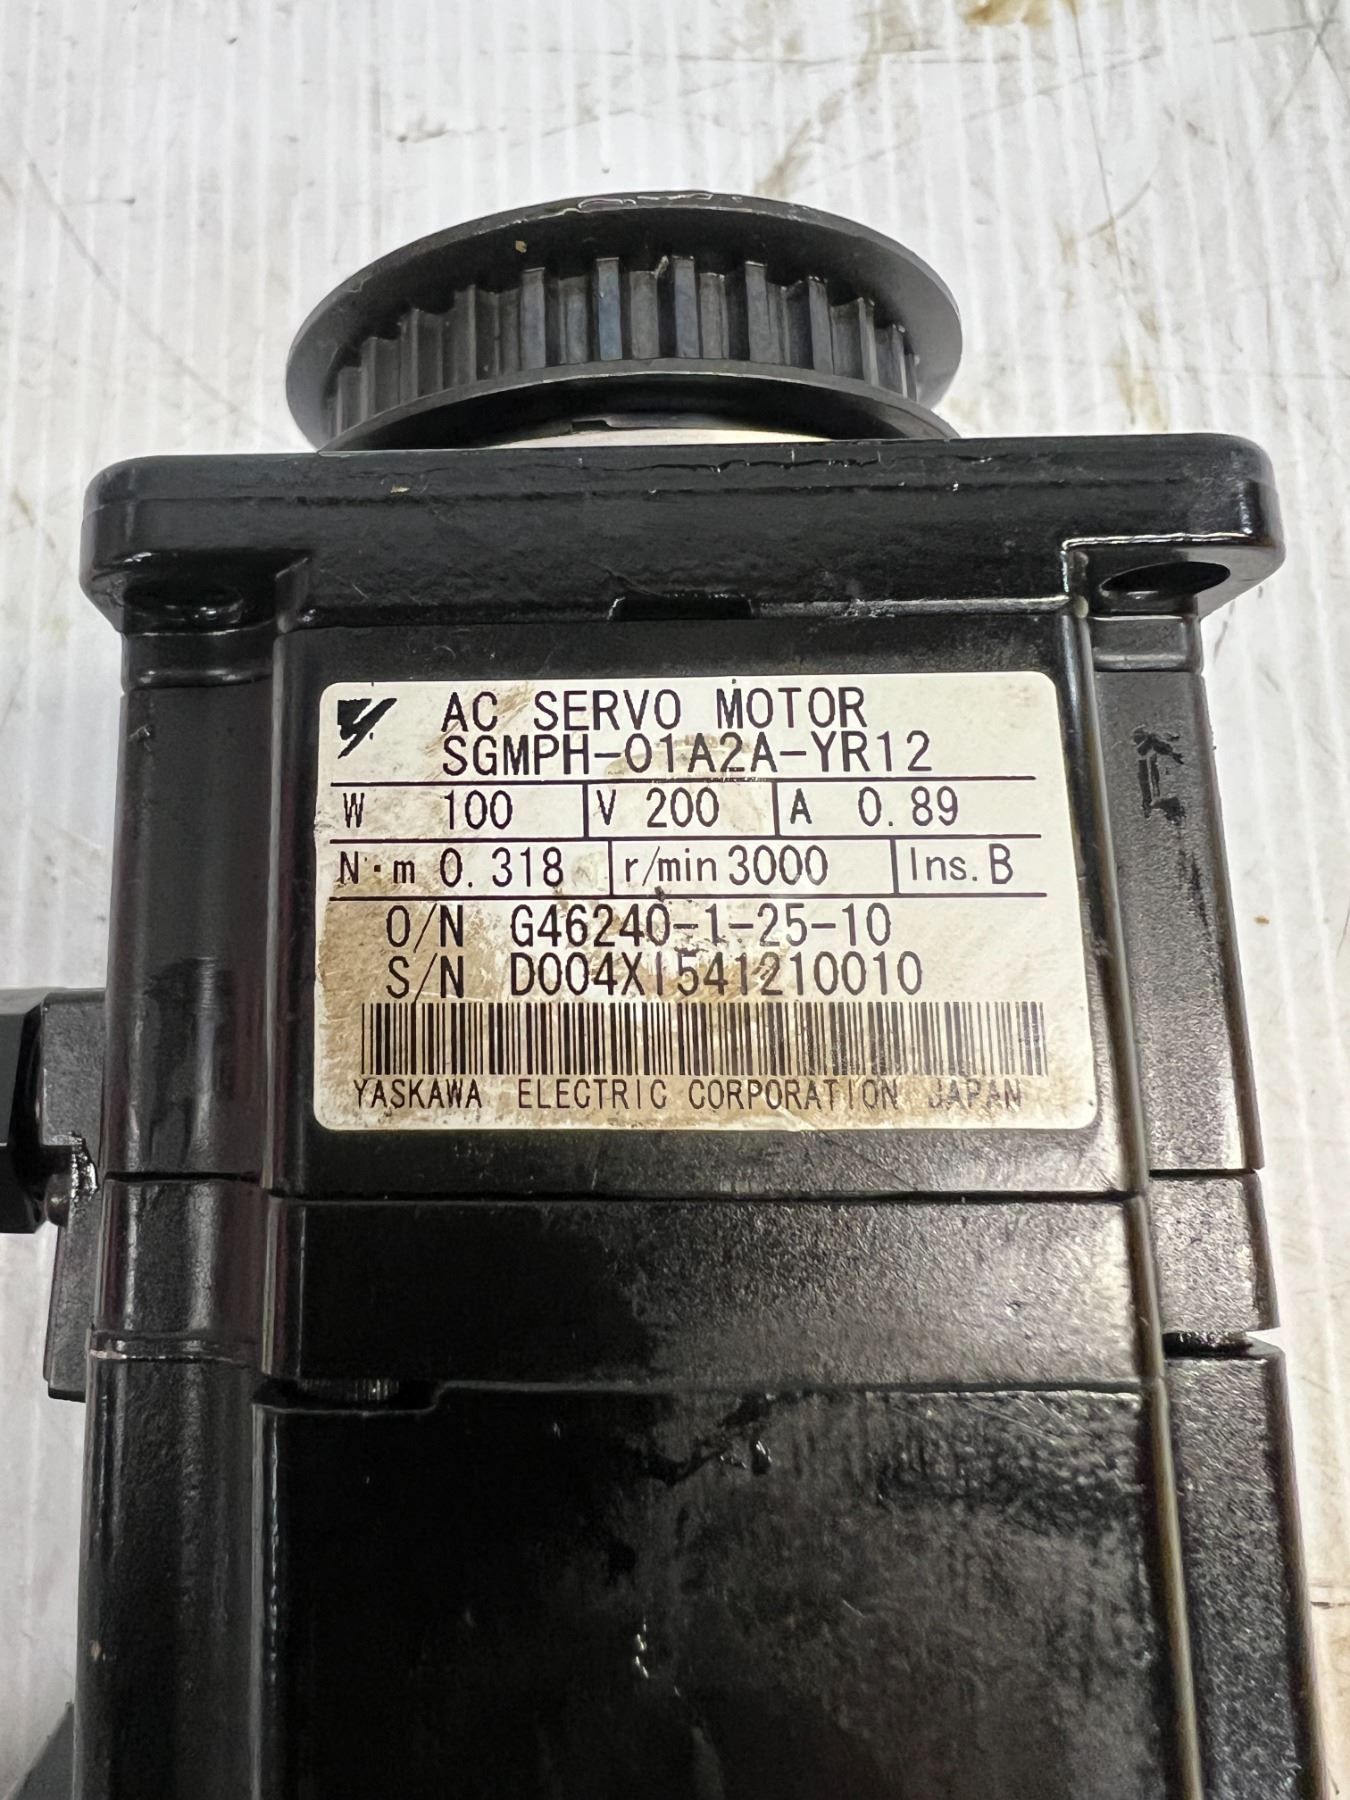 AC SERVO MOTOR
SGMPH-01A2A-YR12
W 100 V 200 A 0.89
N·m 0.318 r/min 3000 Ins. B
O/N G46240-1-25-10
S/N D004X1541210010
YASKAWA ELECTRIC CORPORATION JAPAN